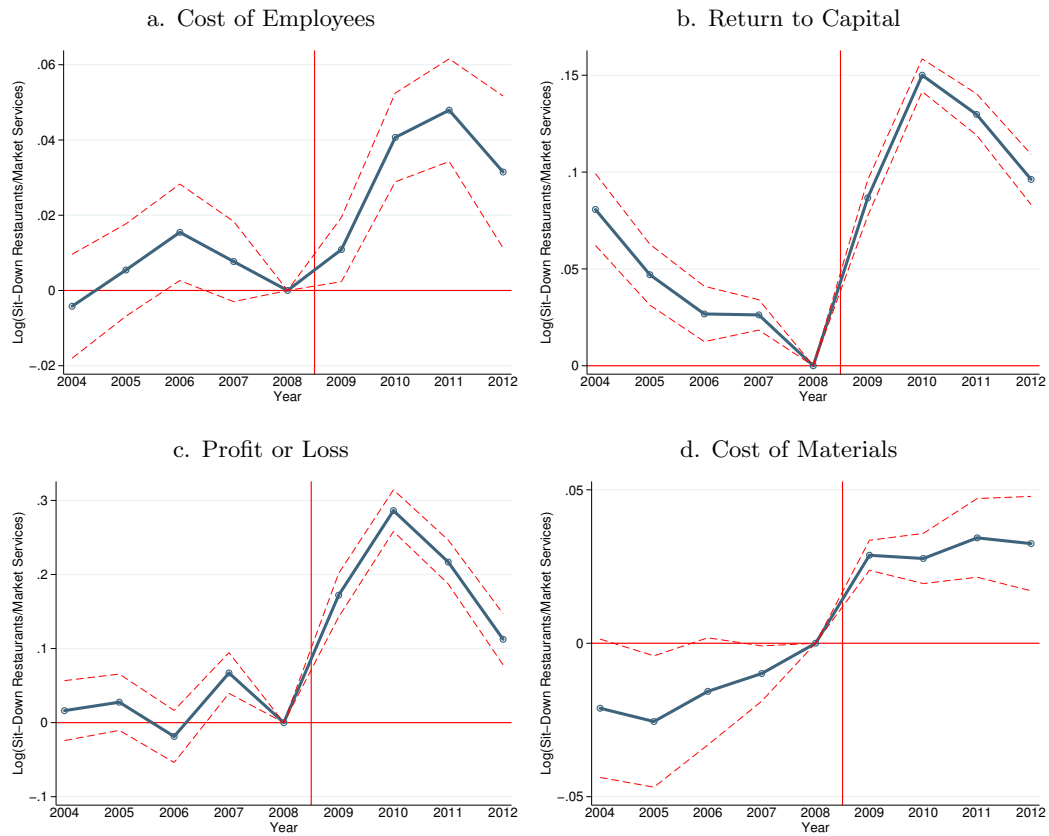 a. Cost of Employees
Log(Sit−Down Restaurants/Market Services)
.06
.04
.02
0
−.02
2004 2005 2006 2007 2008 2009 2010 2011 2012
Year
b. Return to Capital
Log(Sit−Down Restaurants/Market Services)
.15
.1
.05
0
2004 2005 2006 2007 2008 2009 2010 2011 2012
Year
c. Profit or Loss
Log(Sit−Down Restaurants/Market Services)
.3
.2
.1
0
−.1
2004 2005 2006 2007 2008 2009 2010 2011 2012
Year
d. Cost of Materials
Log(Sit−Down Restaurants/Market Services)
.05
0
−.05
2004 2005 2006 2007 2008 2009 2010 2011 2012
Year